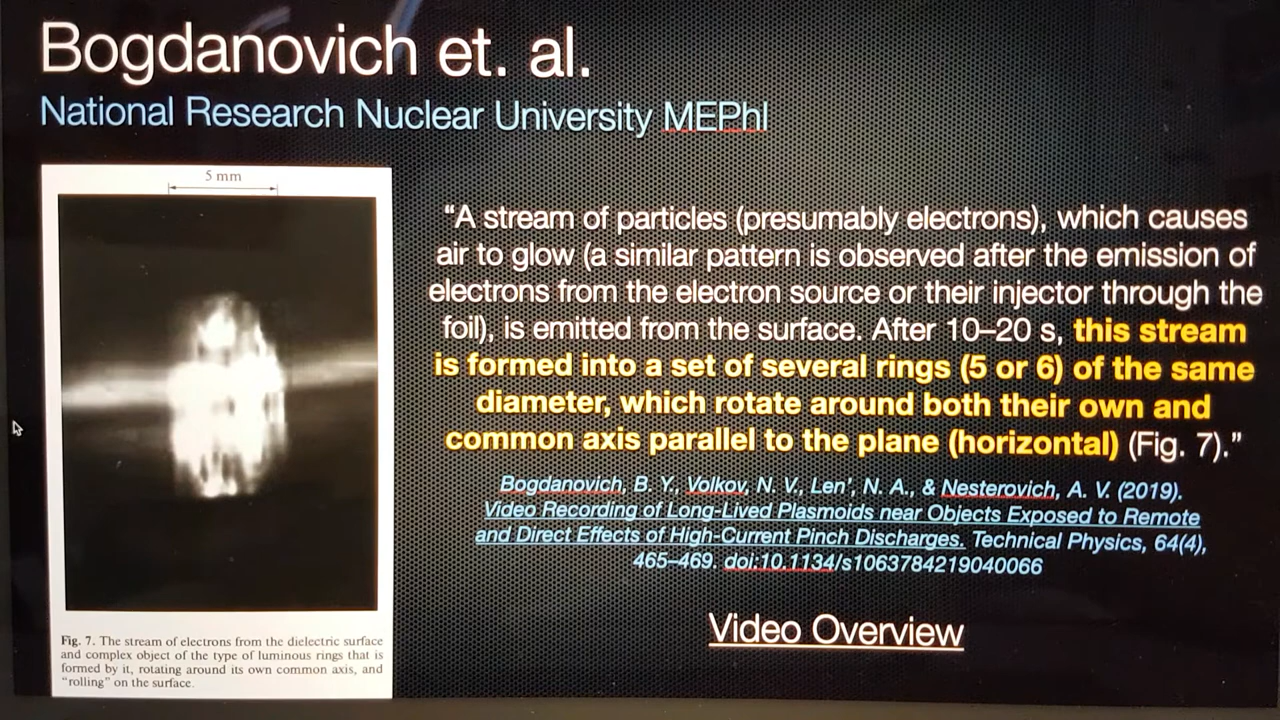 Bogdanovich et. al.
National Research Nuclear University MEPhI
5 mm
Fig. 7. The stream of electrons from the dielectric surface
and complex object of the type of luminous rings that is
formed by it, rotating around its own common axis, and
“rolling” on the surface.
“A stream of particles (presumably electrons), which causes
air to glow (a similar pattern is observed after the emission of
electrons from the electron source or their injector through the
foil), is emitted from the surface. After 10–20 s, this stream
is formed into a set of several rings (5 or 6) of the same
diameter, which rotate around both their own and
common axis parallel to the plane (horizontal) (Fig. 7).”
Bogdanovich, B. Y., Volkov, N. V., Len’, N. A., & Nesterovich, A. V. (2019).
Video Recording of Long-Lived Plasmoids near Objects Exposed to Remote
and Direct Effects of High-Current Pinch Discharges. Technical Physics, 64(4),
465–469. doi:10.1134/s1063784219040066
Video Overview